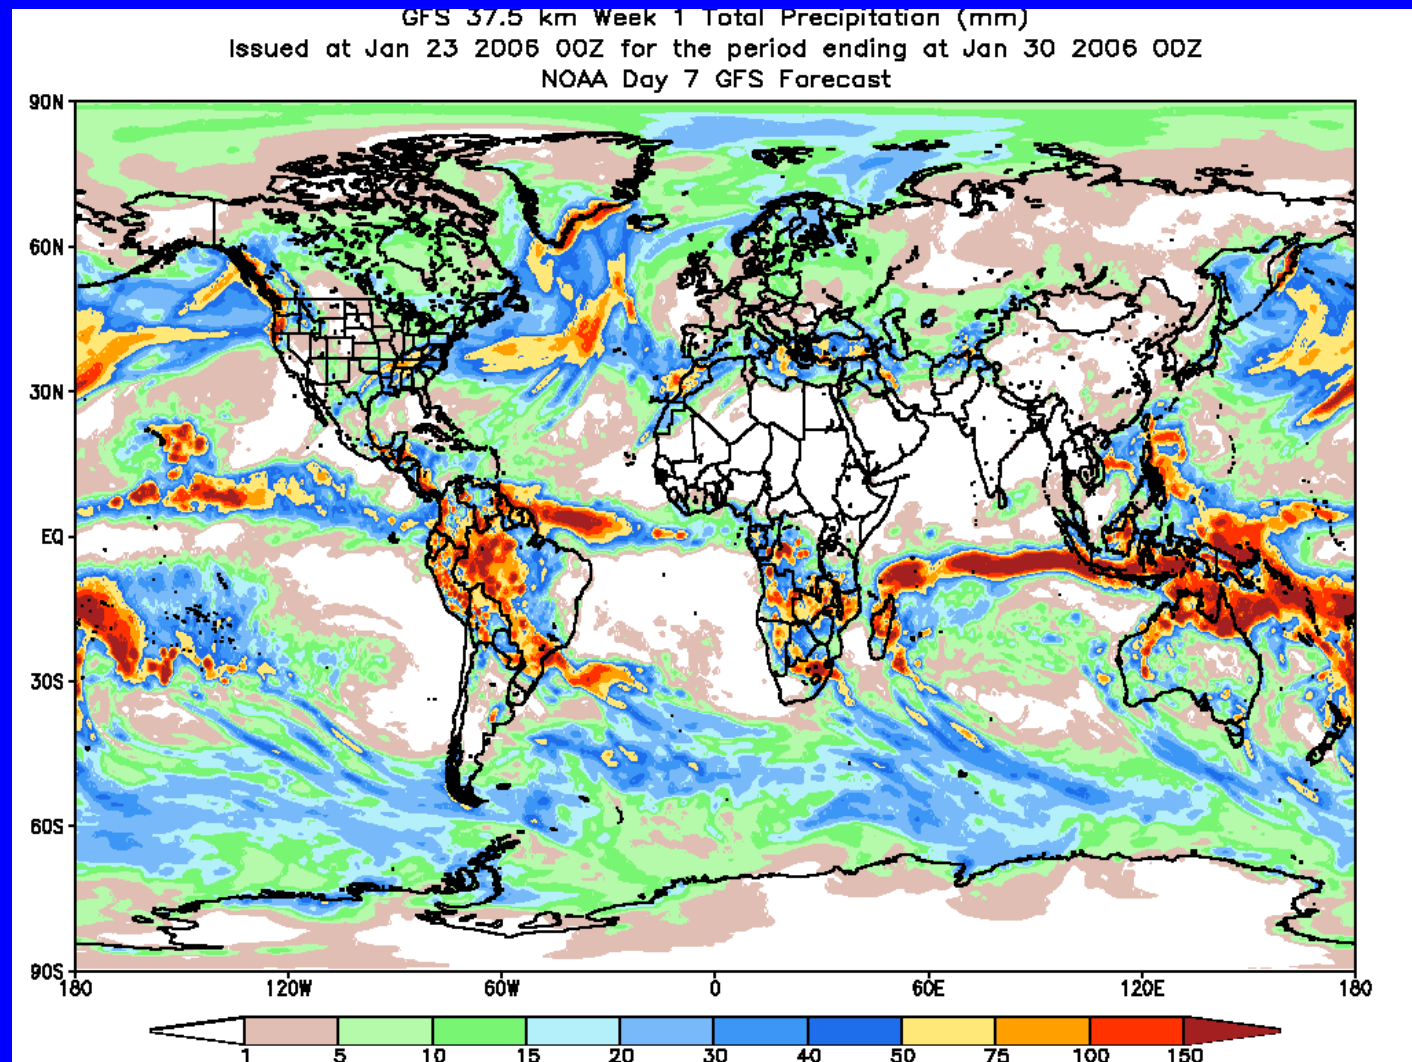 GFS 37.5 km Week 1 Total Precipitation (mm)
Issued at Jan 23 2006 00Z for the period ending at Jan 30 2006 00Z
NOAA Day 7 GFS Forecast
90N
60N
30N
EQ
30S
60S
90S
180 120W 60W 0 60E 120E 180
1 5 10 15 20 30 40 50 75 100 150